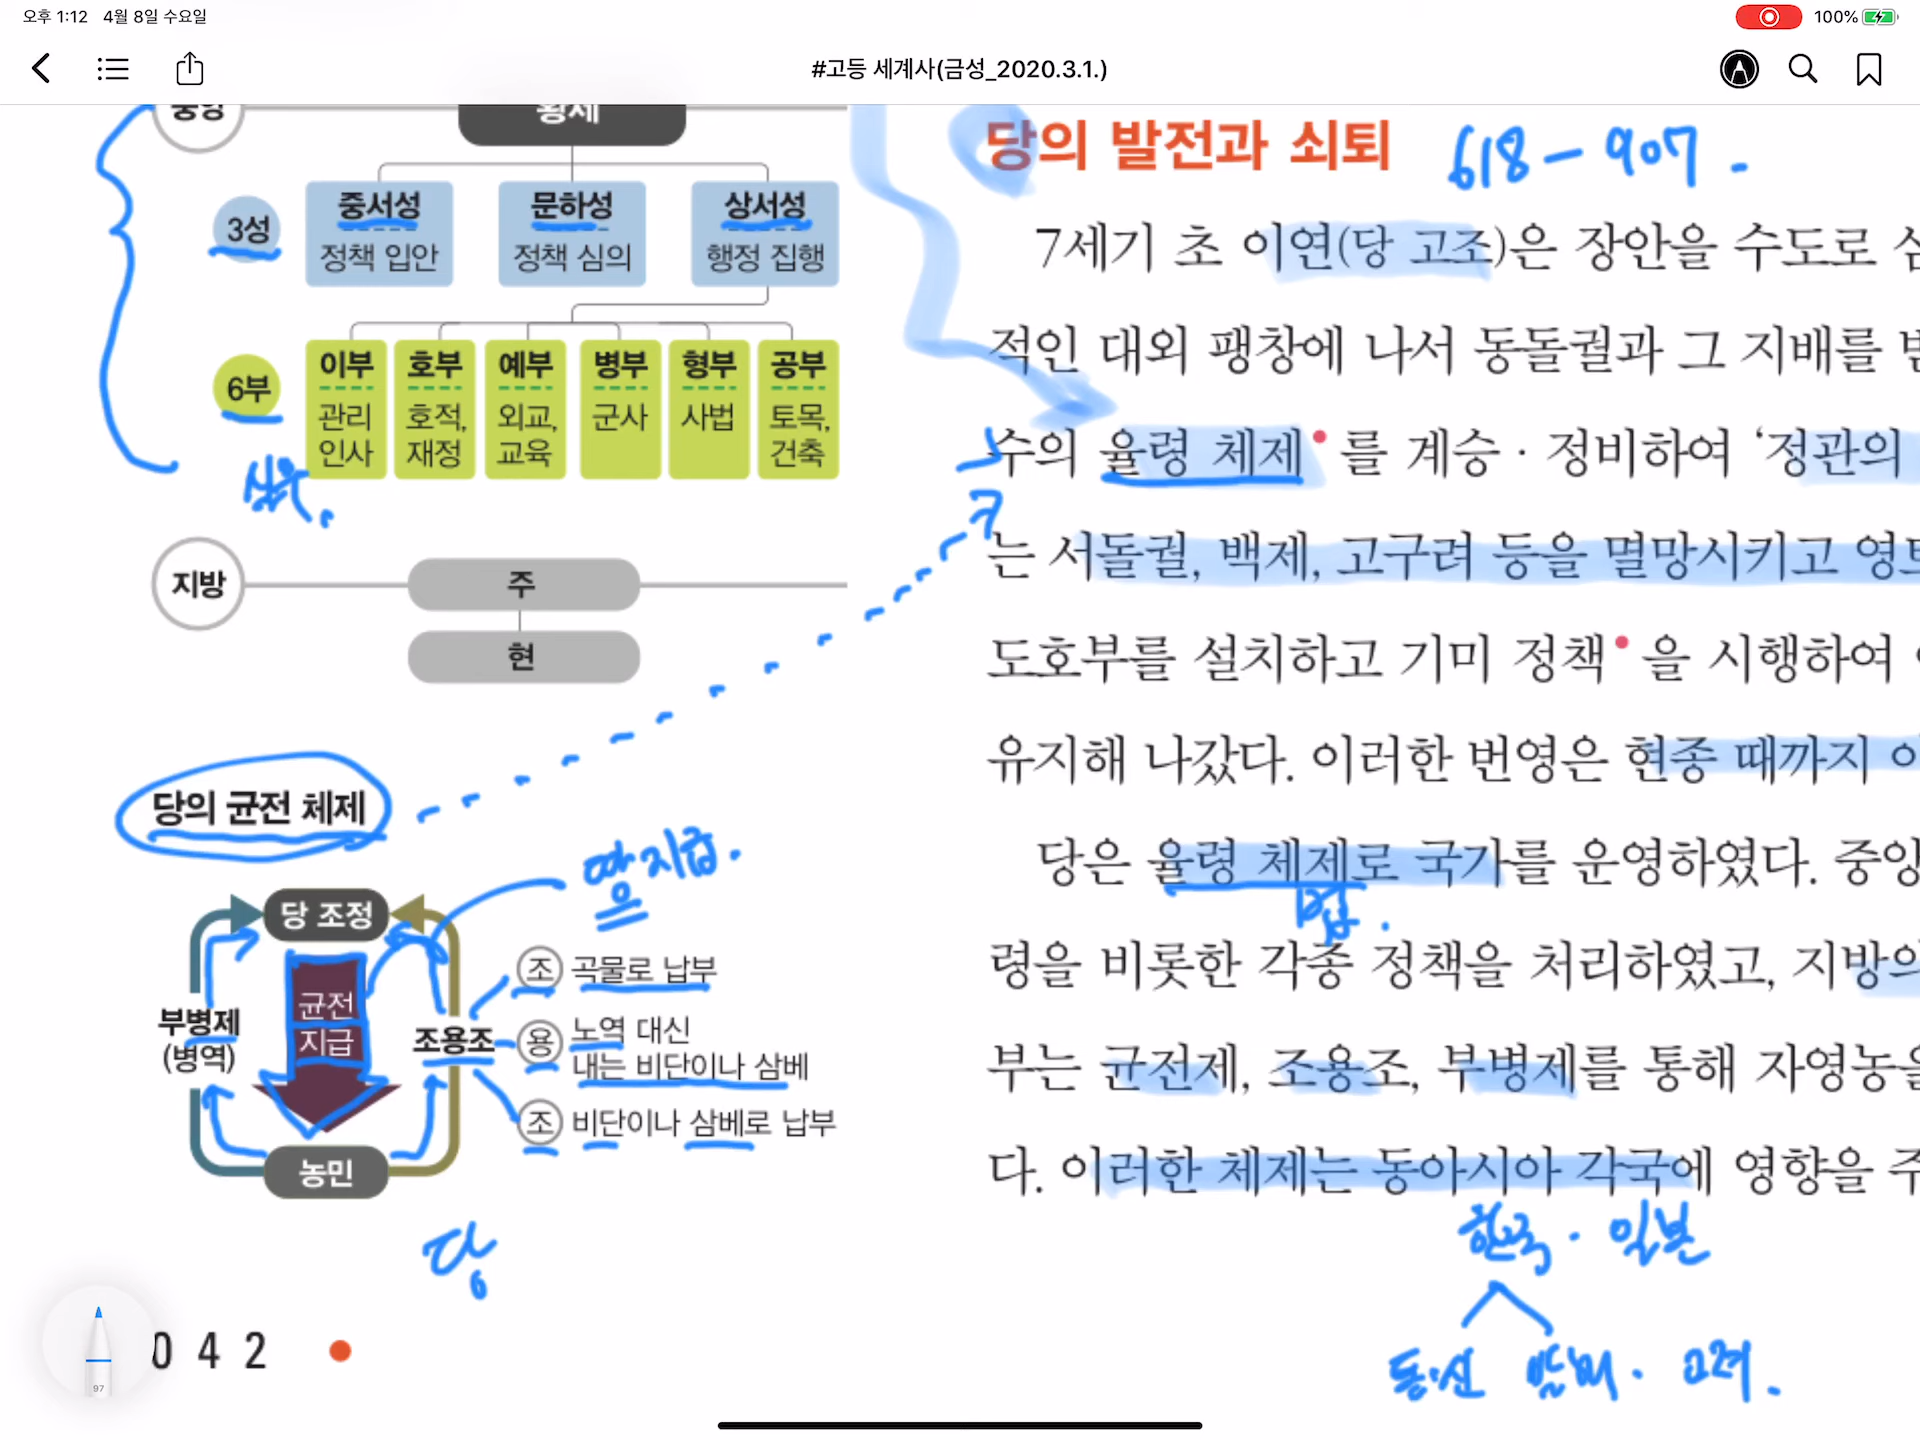 오후 1:12 4월 8일 수요일
100%
#고등 세계사(금성_2020.3.1.)
중앙
황제
3성
중서성
정책 입안
문하성
정책 심의
상서성
행정 집행
6부
이부
관리
인사
호부
호적,
재정
예부
외교,
교육
병부
군사
형부
사법
공부
토목,
건축
지방
주
현
당의 균전 체제
땅 지급.
당 조정
균전
지급
부병제
(병역)
조용조
조 곡물로 납부
용 노역 대신
내는 비단이나 삼베
조 비단이나 삼베로 납부
농민
당
97
042
당의 발전과 쇠퇴
618 - 907.
7세기 초 이연(당 고조)은 장안을 수도로
적인 대외 팽창에 나서 동돌궐과 그 지배를
수의 율령 체제를 계승·정비하여 ‘정관의
는 서돌궐, 백제, 고구려 등을 멸망시키고
도호부를 설치하고 기미 정책을 시행하여
유지해 나갔다. 이러한 번영은 현종 때까지
당은 율령 체제로 국가를 운영하였다. 중앙
법.
령을 비롯한 각종 정책을 처리하였고, 지방의
부는 균전제, 조용조, 부병제를 통해 자영농을
다. 이러한 체제는 동아시아 각국에 영향을
한국·일본
통·신 발해·고려.